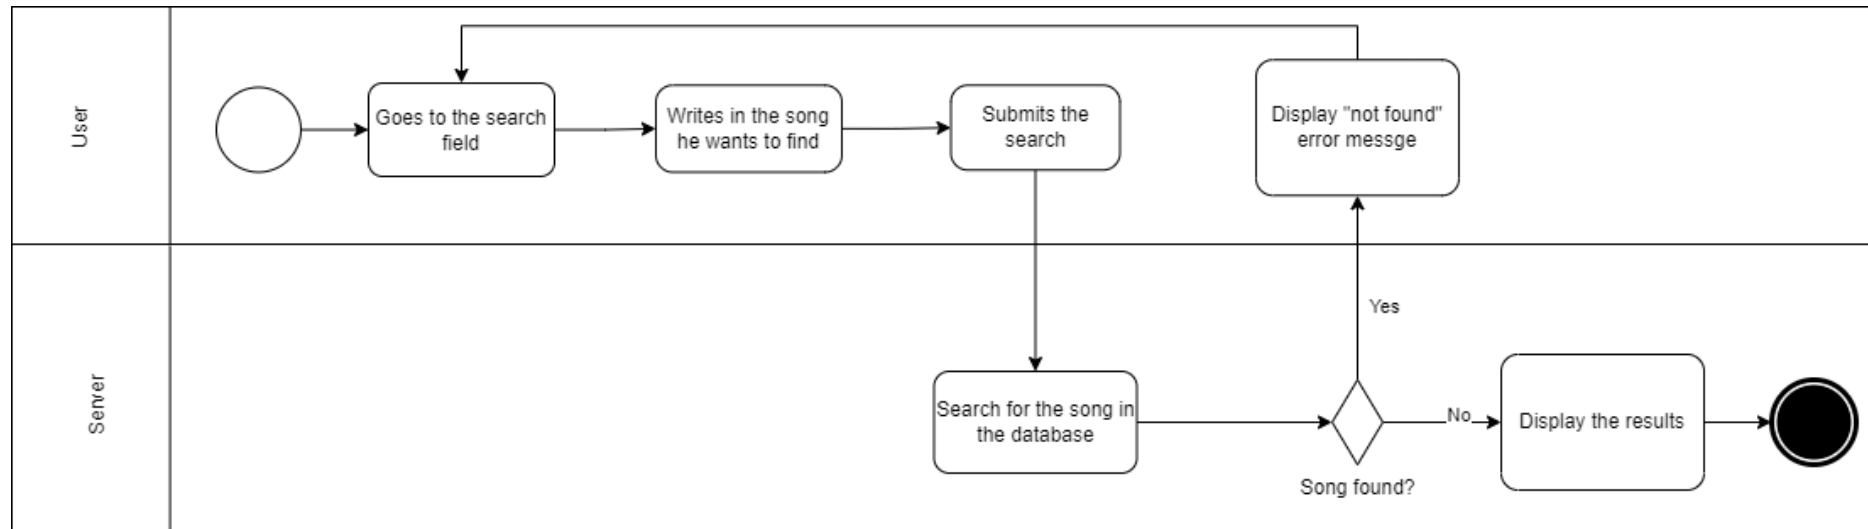 User
Goes to the search
field
Writes in the song
he wants to find
Submits the
search
Display "not found"
error messge
Yes
Server
Search for the song in
the database
Song found?
No
Display the results